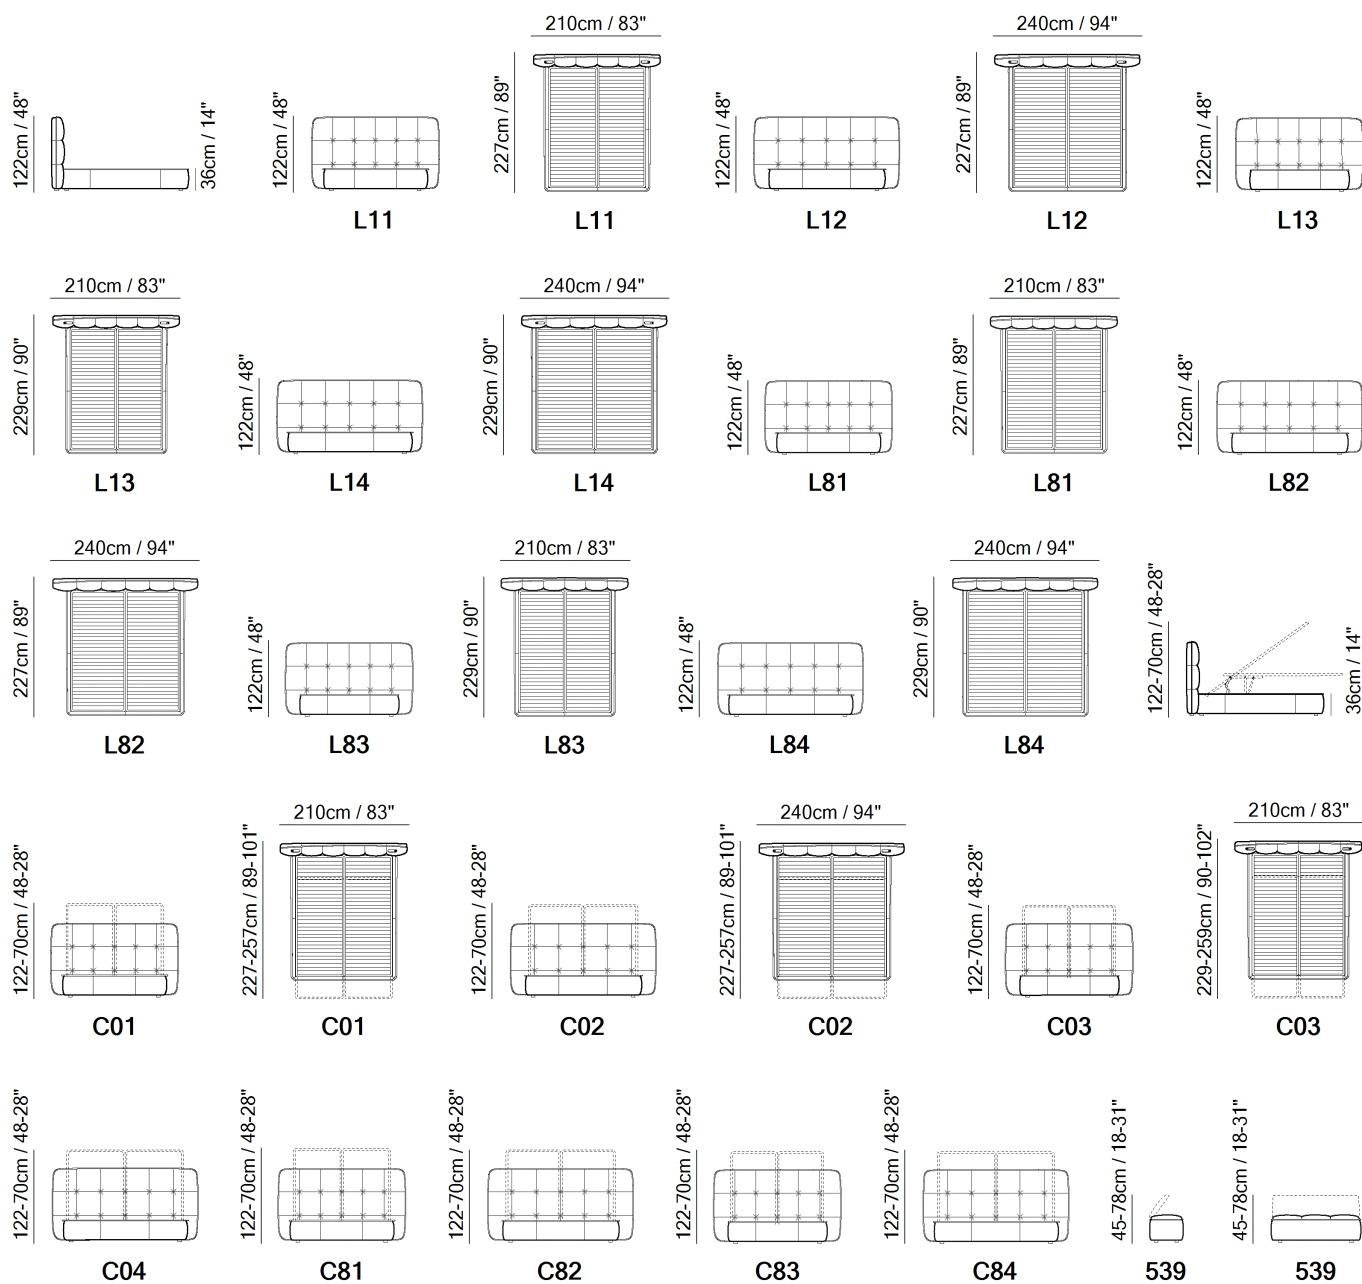 210cm / 83"
240cm / 94"
122cm / 48"
36cm / 14"
122cm / 48"
227cm / 89"
122cm / 48"
227cm / 89"
122cm / 48"
L11
L11
L12
L12
L13
210cm / 83"
240cm / 94"
210cm / 83"
229cm / 90"
122cm / 48"
229cm / 90"
122cm / 48"
227cm / 89"
122cm / 48"
L13
L14
L14
L81
L81
L82
240cm / 94"
210cm / 83"
240cm / 94"
227cm / 89"
122cm / 48"
229cm / 90"
122cm / 48"
229cm / 90"
122-70cm / 48-28"
36cm / 14"
L82
L83
L83
L84
L84
210cm / 83"
240cm / 94"
210cm / 83"
122-70cm / 48-28"
227-257cm / 89-101"
122-70cm / 48-28"
227-257cm / 89-101"
122-70cm / 48-28"
229-259cm / 90-102"
C01
C01
C02
C02
C03
C03
122-70cm / 48-28"
122-70cm / 48-28"
122-70cm / 48-28"
122-70cm / 48-28"
122-70cm / 48-28"
45-78cm / 18-31"
45-78cm / 18-31"
C04
C81
C82
C83
C84
539
539